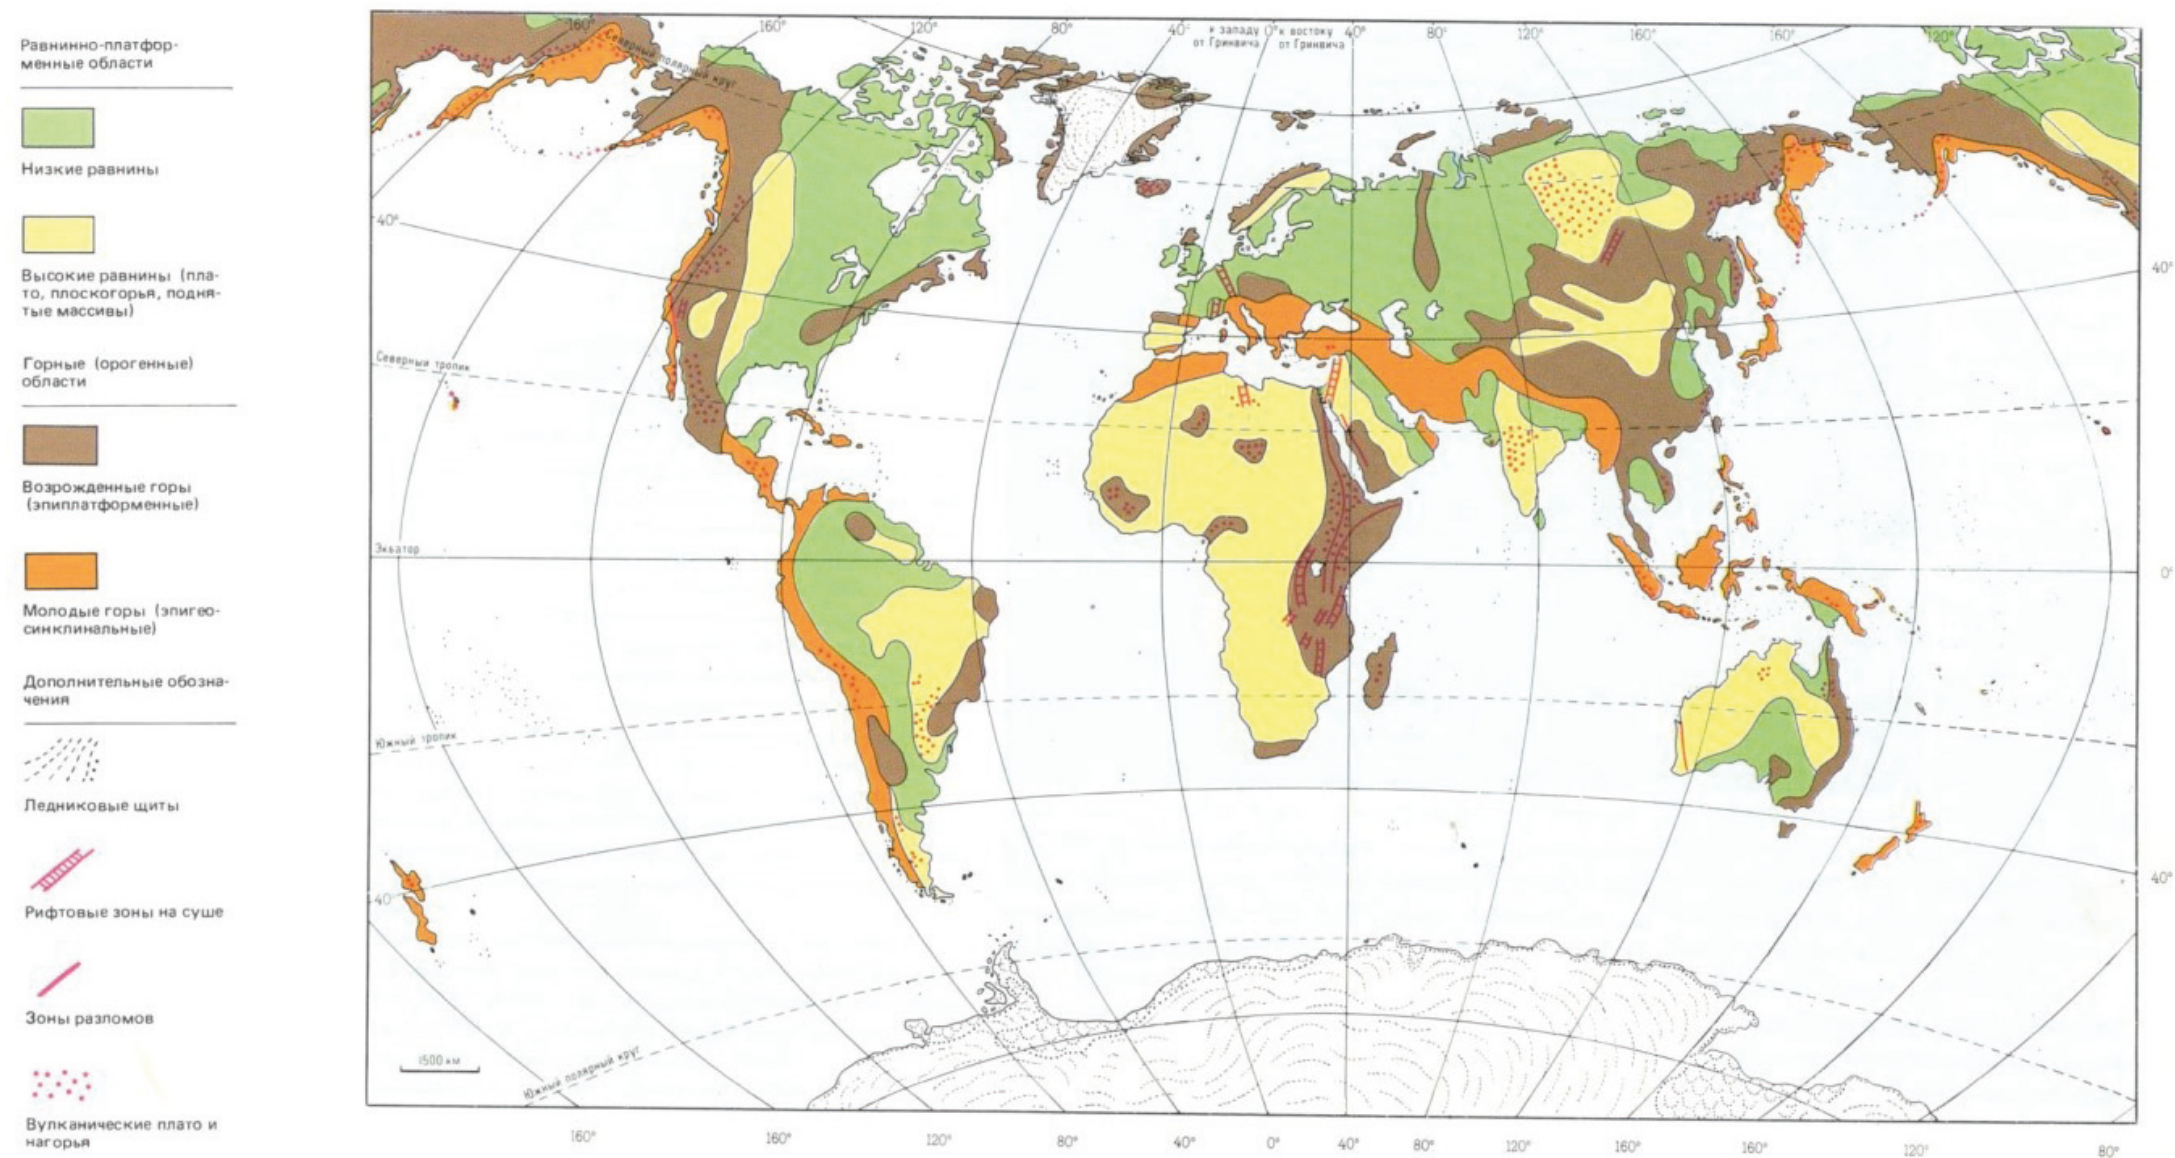 Равнинно-платфор-
менные области
Низкие равнины
Высокие равнины (пла-
то, плоскогорья, подня-
тые массивы)
Горные (орогенные)
области
Возрожденные горы
(эпиплатформенные)
Молодые горы (эпигео-
синклинальные)
Дополнительные обозна-
чения
Ледниковые щиты
Рифтовые зоны на суше
Зоны разломов
Вулканические плато и
нагорья
160° 160° 120° 80° 40° к западу 0° к востоку 40° 80° 120° 160° 160° 120°
от Гринвича от Гринвича
Северный полярный круг
40°
40°
Северный тропик
Экватор
0°
Южный тропик
40°
40°
1500 км
Южный полярный круг
160° 160° 120° 80° 40° 0° 40° 80° 120° 160° 160° 120° 80°